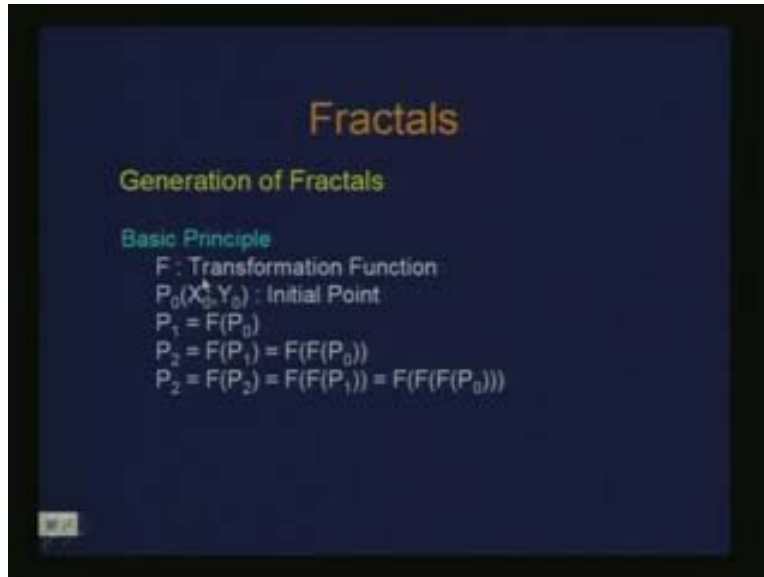 Fractals
Generation of Fractals
Basic Principle
F : Transformation Function
P₀(X₀,Y₀) : Initial Point
P₁ = F(P₀)
P₂ = F(P₁) = F(F(P₀))
P₂ = F(P₂) = F(F(P₁)) = F(F(F(P₀)))